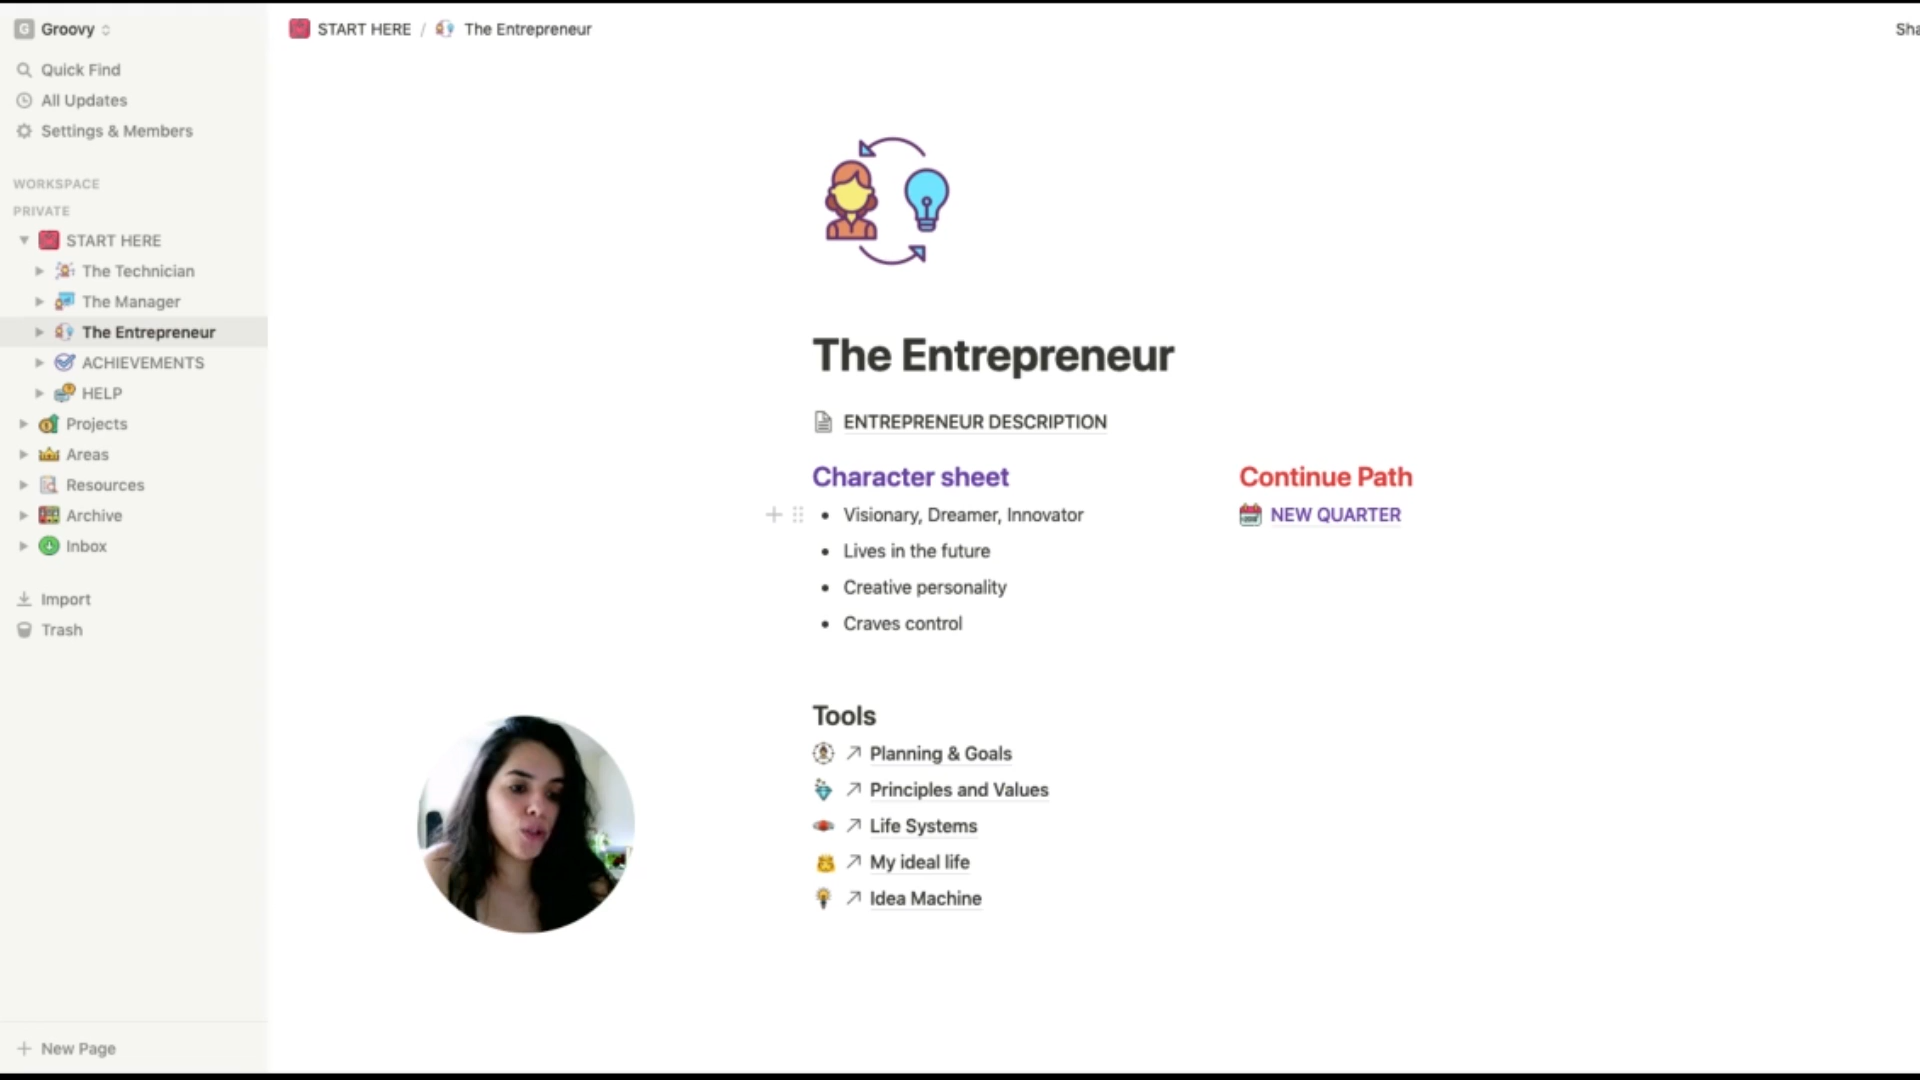 Groovy
START HERE / The Entrepreneur
Quick Find
All Updates
Settings & Members
WORKSPACE
PRIVATE
START HERE
The Technician
The Manager
The Entrepreneur
ACHIEVEMENTS
HELP
Projects
Areas
Resources
Archive
Inbox
Import
Trash
New Page
The Entrepreneur
ENTREPRENEUR DESCRIPTION
Character sheet
Visionary, Dreamer, Innovator
Lives in the future
Creative personality
Craves control
Continue Path
NEW QUARTER
Tools
Planning & Goals
Principles and Values
Life Systems
My ideal life
Idea Machine